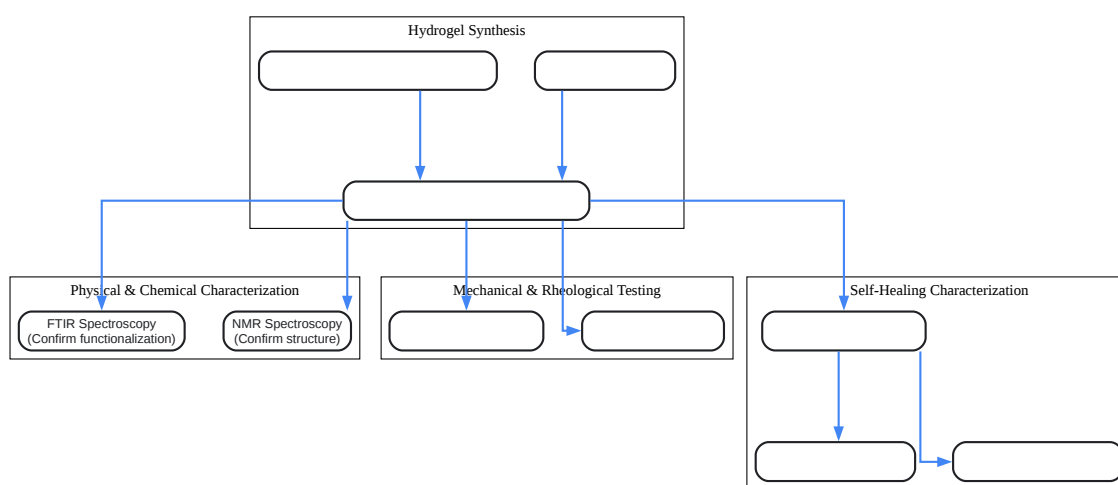 Hydrogel Synthesis
Physical & Chemical Characterization
Mechanical & Rheological Testing
Self-Healing Characterization
FTIR Spectroscopy
(Confirm functionalization)
NMR Spectroscopy
(Confirm structure)